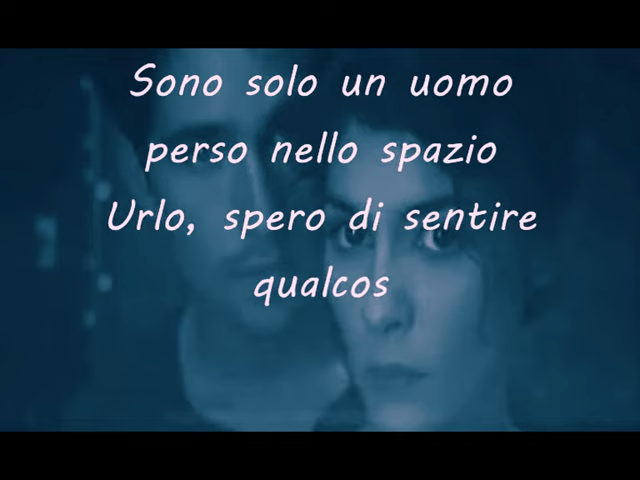 Sono solo un uomo
perso nello spazio
Urlo, spero di sentire
qualcos